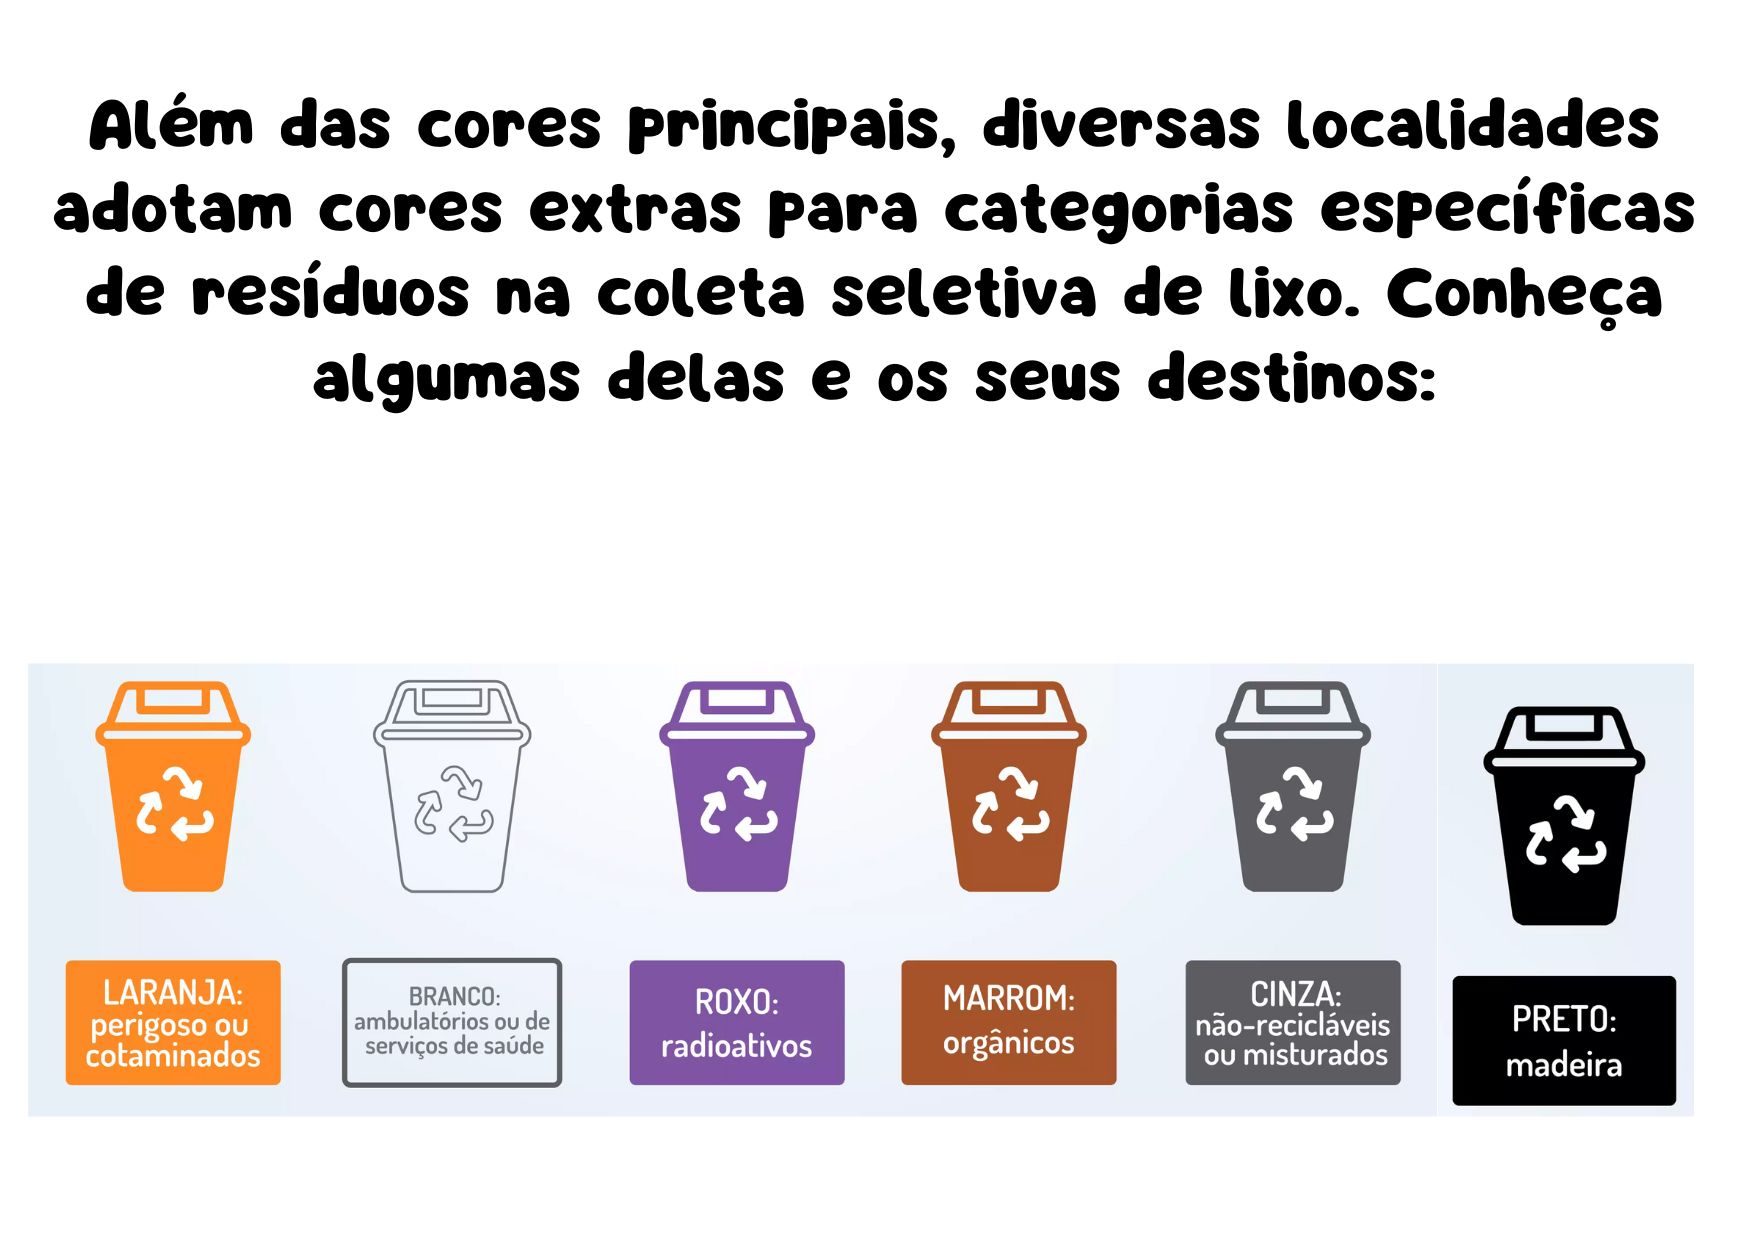 Além das cores principais, diversas localidades
adotam cores extras para categorias específicas
de resíduos na coleta seletiva de lixo. Conheça
algumas delas e os seus destinos:
LARANJA:
perigoso ou
cotaminados
BRANCO:
ambulatórios ou de
serviços de saúde
ROXO:
radioativos
MARROM:
orgânicos
CINZA:
não-recicláveis
ou misturados
PRETO:
madeira